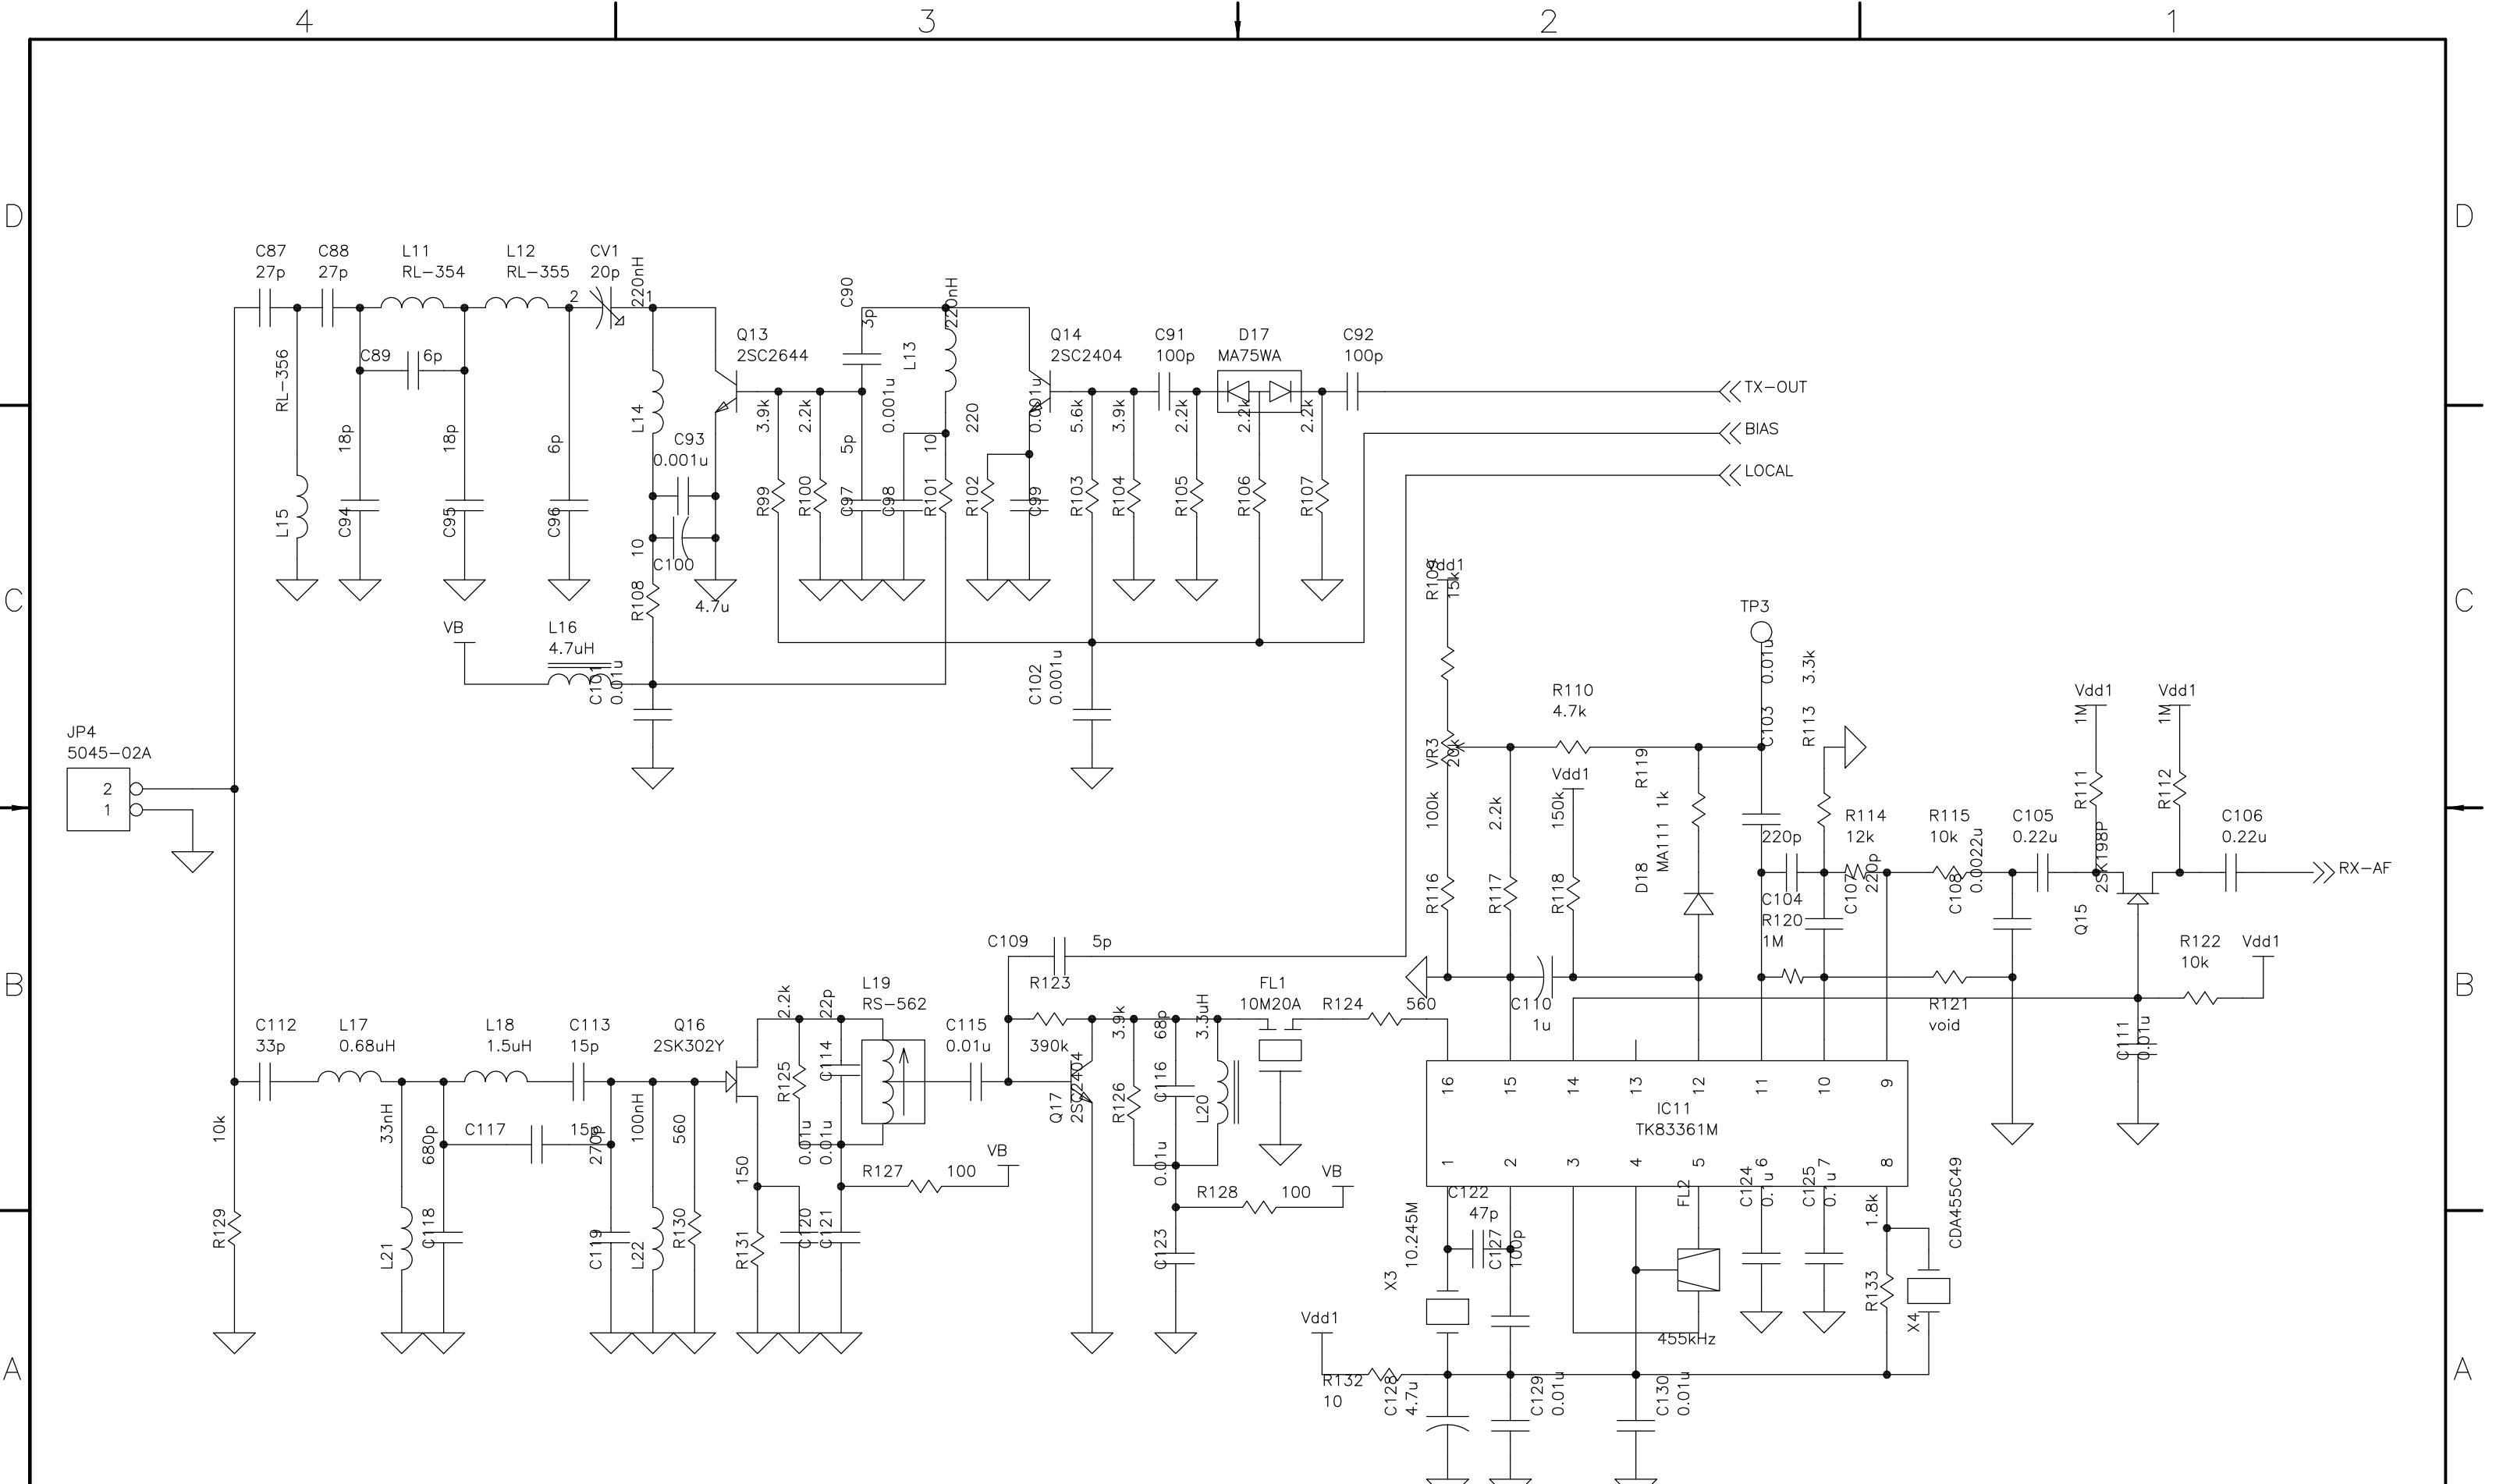 4
3
2
1
D
D
C87
27p
C88
27p
L11
RL-354
L12
RL-355
CV1
20p
2
1
220nH
C90
3p
220nH
L13
Q13
2SC2644
Q14
2SC2404
C91
100p
D17
MA75WA
C92
100p
TX-OUT
BIAS
LOCAL
RL-356
C89
6p
L15
18p
C94
18p
C95
6p
C96
L14
C93
0.001u
10
C100
4.7u
R108
3.9k
R99
2.2k
R100
5p
C97
0.001u
C98
10
R101
220
R102
0.001u
C99
5.6k
R103
3.9k
R104
2.2k
R105
2.2k
R106
2.2k
R107
C
C
VB
L16
4.7uH
C101
0.01u
C102
0.001u
R109
15k
Vdd1
TP3
0.01u
C103
3.3k
R113
R110
4.7k
VR3
20k
R119
1k
Vdd1
Vdd1
Vdd1
1M
R111
1M
R112
JP4
5045-02A
2
1
100k
R116
2.2k
R117
150k
R118
MA111
D18
220p
C104
R114
12k
R115
10k
C107
220p
C108
0.0022u
C105
0.22u
2SK198P
Q15
C106
0.22u
RX-AF
R120
1M
R121
void
R122
10k
Vdd1
C111
0.01u
C110
1u
B
B
C109
5p
R123
390k
C112
33p
L17
0.68uH
L18
1.5uH
C113
15p
Q16
2SK302Y
2.2k
R125
22p
C114
L19
RS-562
C115
0.01u
Q17
2SC2404
3.9k
R126
68p
C116
3.3uH
L20
FL1
10M20A
R124
560
16
15
14
13
12
11
10
9
IC11
TK83361M
1
2
3
4
5
6
7
8
10k
R129
33nH
L21
680p
C118
C117
15p
270p
C119
100nH
L22
560
R130
150
R131
0.01u
C120
0.01u
C121
R127
100
VB
0.01u
C123
R128
100
VB
10.245M
X3
C122
47p
C127
100p
FL2
455kHz
C124
0.1u
C125
0.1u
1.8k
R133
CDA455C49
X4
Vdd1
R132
10
C128
4.7u
C129
0.01u
C130
0.01u
A
A